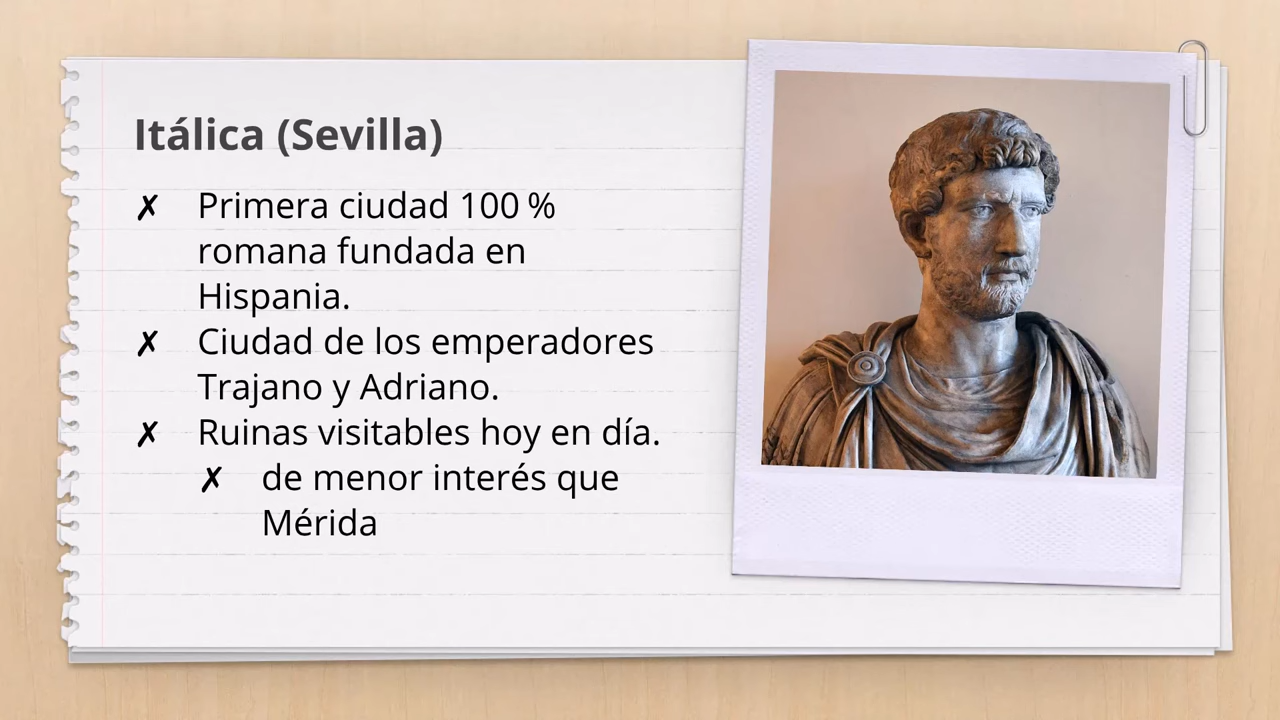 Itálica (Sevilla)
✗ Primera ciudad 100 %
romana fundada en
Hispania.
✗ Ciudad de los emperadores
Trajano y Adriano.
✗ Ruinas visitables hoy en día.
✗ de menor interés que
Mérida